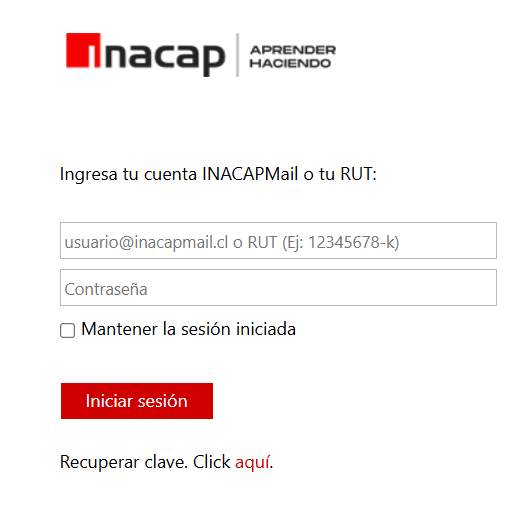 inacap
APRENDER
HACIENDO
Ingresa tu cuenta INACAPMail o tu RUT:
usuario@inacapmail.cl o RUT (Ej: 12345678-k)
Contraseña
Mantener la sesión iniciada
Iniciar sesión
Recuperar clave. Click aquí.